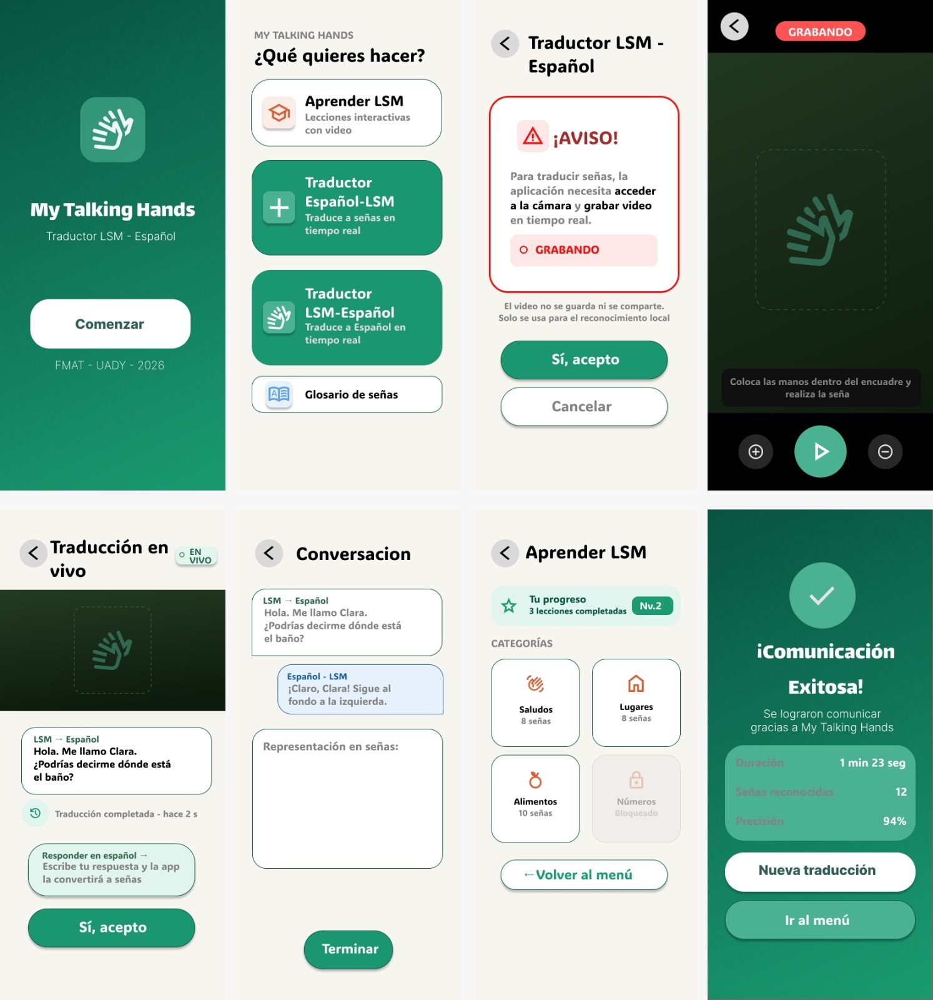 My Talking Hands
Traductor LSM - Español
Comenzar
FMAT - UADY - 2026
MY TALKING HANDS
¿Qué quieres hacer?
Aprender LSM
Lecciones interactivas
con video
Traductor
Español-LSM
Traduce a señas en
tiempo real
Traductor
LSM-Español
Traduce a Español en
tiempo real
Glosario de señas
Traductor LSM -
Español
¡AVISO!
Para traducir señas, la
aplicación necesita acceder
a la cámara y grabar video
en tiempo real.
GRABANDO
El video no se guarda ni se comparte.
Solo se usa para el reconocimiento local
Sí, acepto
Cancelar
GRABANDO
Coloca las manos dentro del encuadre y
realiza la seña
Traducción en
vivo
EN
VIVO
LSM → Español
Hola. Me llamo Clara.
¿Podrías decirme dónde está
el baño?
Traducción completada - hace 2 s
Responder en español →
Escribe tu respuesta y la app
la convertirá a señas
Sí, acepto
Conversacion
LSM → Español
Hola. Me llamo Clara.
¿Podrías decirme dónde está
el baño?
Español - LSM
¡Claro, Clara! Sigue al
fondo a la izquierda.
Representación en señas:
Terminar
Aprender LSM
Tu progreso
3 lecciones completadas
Nv.2
CATEGORÍAS
Saludos
8 señas
Lugares
8 señas
Alimentos
10 señas
Números
Bloqueado
←Volver al menú
¡Comunicación
Exitosa!
Se lograron comunicar
gracias a My Talking Hands
Duración 1 min 23 seg
Señas reconocidas 12
Precisión 94%
Nueva traducción
Ir al menú